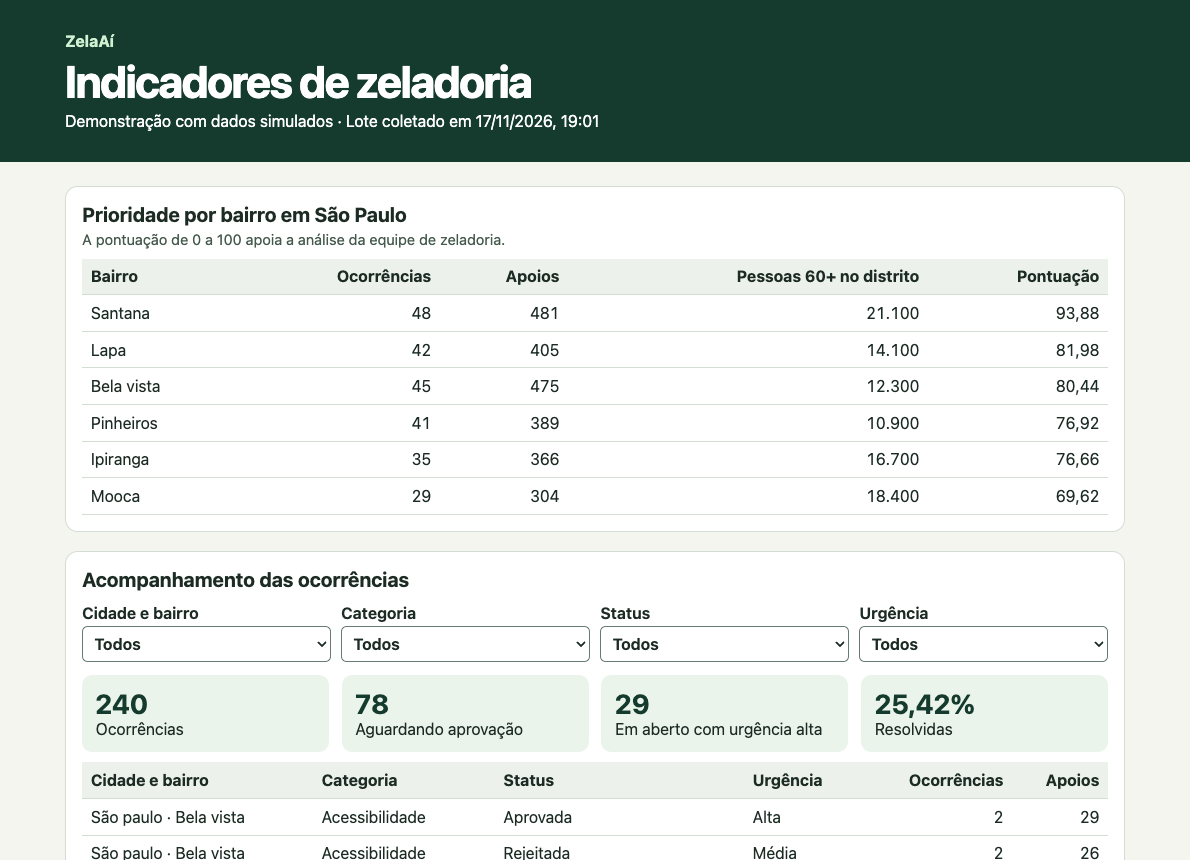 ZelaAí
Indicadores de zeladoria
Demonstração com dados simulados · Lote coletado em 17/11/2026, 19:01
Prioridade por bairro em São Paulo
A pontuação de 0 a 100 apoia a análise da equipe de zeladoria.
Bairro Ocorrências Apoios Pessoas 60+ no distrito Pontuação
Santana 48 481 21.100 93,88
Lapa 42 405 14.100 81,98
Bela vista 45 475 12.300 80,44
Pinheiros 41 389 10.900 76,92
Ipiranga 35 366 16.700 76,66
Mooca 29 304 18.400 69,62
Acompanhamento das ocorrências
Cidade e bairro Categoria Status Urgência
Todos Todos Todos Todos
240 78 29 25,42%
Ocorrências Aguardando aprovação Em aberto com urgência alta Resolvidas
Cidade e bairro Categoria Status Urgência Ocorrências Apoios
São paulo · Bela vista Acessibilidade Aprovada Alta 2 29
São paulo · Bela vista Acessibilidade Rejeitada Média 2 26